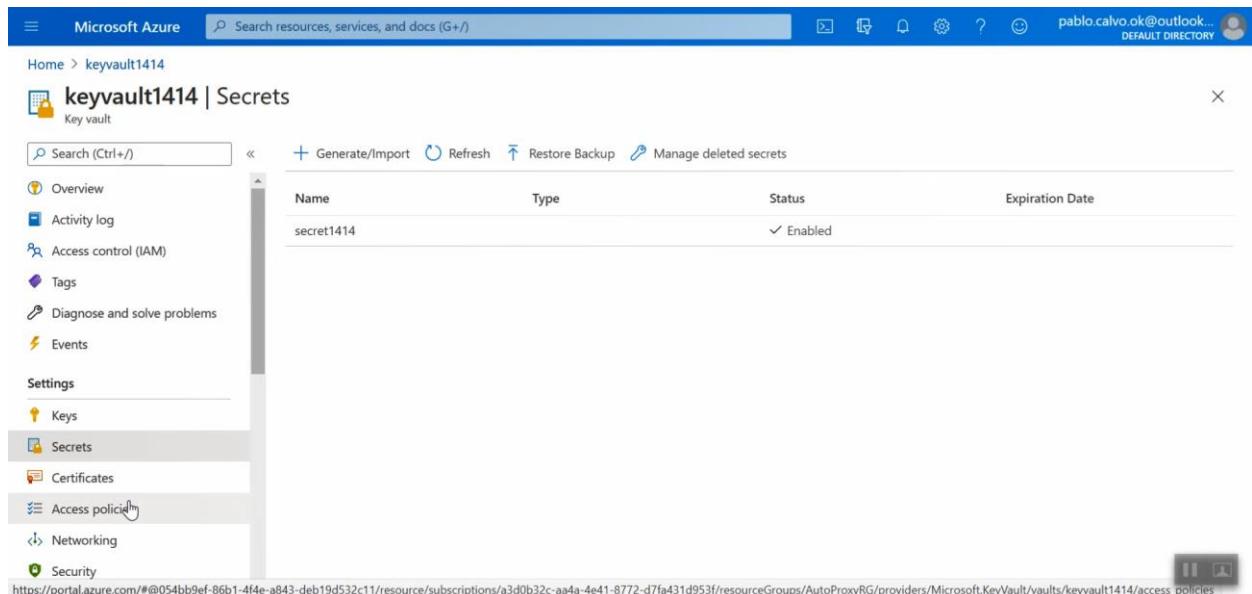 Microsoft Azure
Search resources, services, and docs (G+/)
pablo.calvo.ok@outlook...
DEFAULT DIRECTORY
Home > keyvault1414
keyvault1414 | Secrets
Key vault
Search (Ctrl+/)
«
Generate/Import
Refresh
Restore Backup
Manage deleted secrets
Overview
Activity log
Access control (IAM)
Tags
Diagnose and solve problems
Events
Settings
Keys
Secrets
Certificates
Access policie
Networking
Security
Name Type Status Expiration Date
secret1414 Enabled
https://portal.azure.com/#@054bb9ef-86b1-4f4e-a843-deb19d532c11/resource/subscriptions/a3d0b32c-aa4a-4e41-8772-d7fa431d953f/resourceGroups/AutoProxyRG/providers/Microsoft.KeyVault/vaults/keyvault1414/access_policies